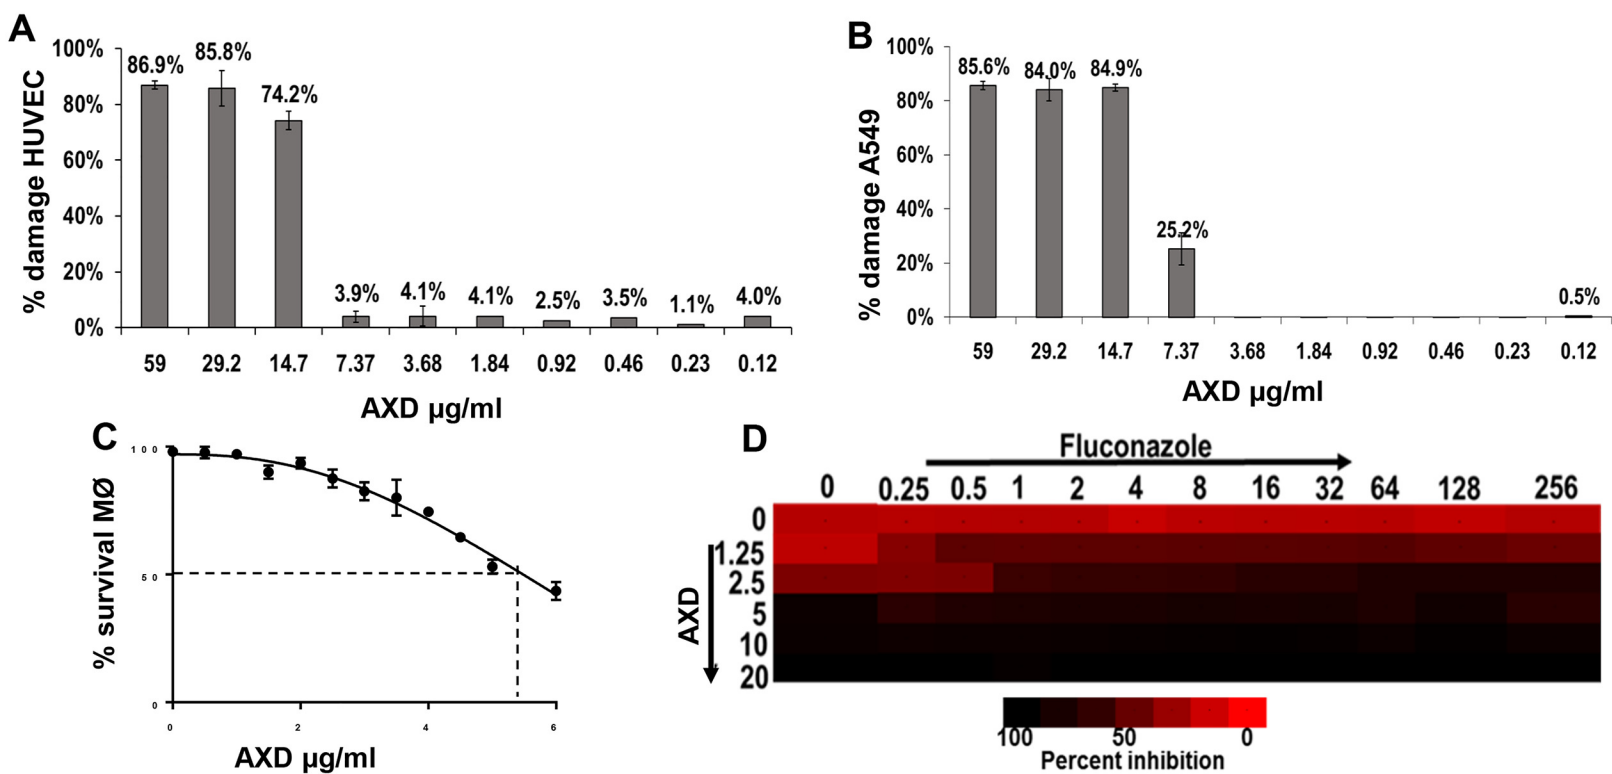 A
% damage HUVEC
100%
80%
60%
40%
20%
0%
86.9%
85.8%
74.2%
3.9%
4.1%
4.1%
2.5%
3.5%
1.1%
4.0%
59 29.2 14.7 7.37 3.68 1.84 0.92 0.46 0.23 0.12
AXD µg/ml
B
% damage A549
100%
80%
60%
40%
20%
0%
85.6%
84.0%
84.9%
25.2%
0.5%
59 29.2 14.7 7.37 3.68 1.84 0.92 0.46 0.23 0.12
AXD µg/ml
C
% survival MØ
100
50
0
0 2 4 6
AXD µg/ml
D
Fluconazole
0 0.25 0.5 1 2 4 8 16 32 64 128 256
AXD
0
1.25
2.5
5
10
20
100 50 0
Percent inhibition